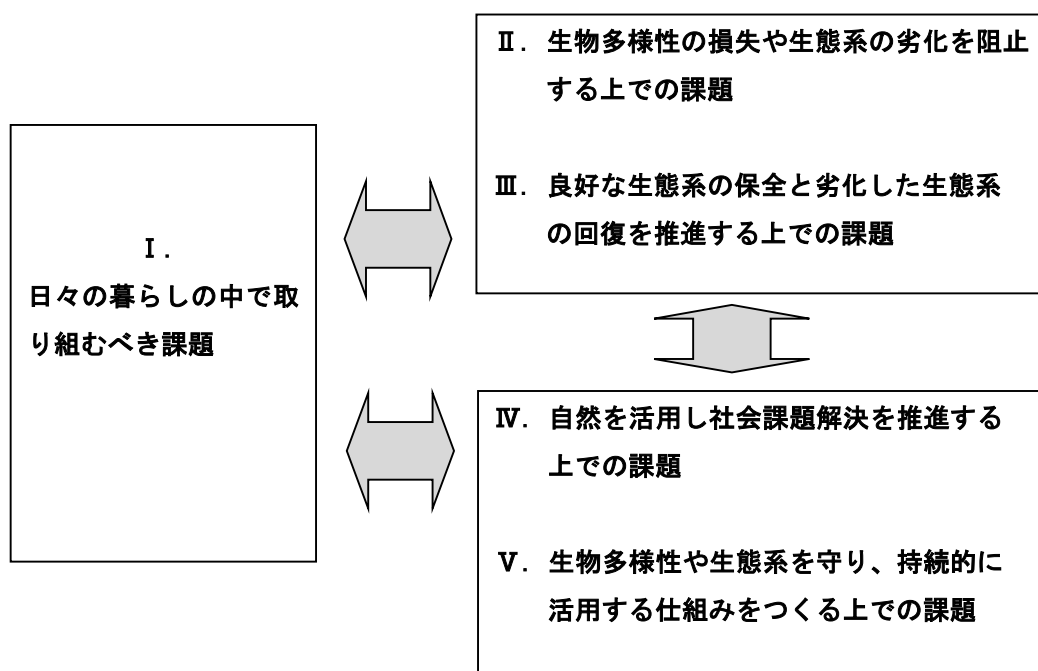 Ⅰ.
日々の暮らしの中で取
り組むべき課題
Ⅱ. 生物多様性の損失や生態系の劣化を阻止
する上での課題
Ⅲ. 良好な生態系の保全と劣化した生態系
の回復を推進する上での課題
Ⅳ. 自然を活用し社会課題解決を推進する
上での課題
Ⅴ. 生物多様性や生態系を守り、持続的に
活用する仕組みをつくる上での課題